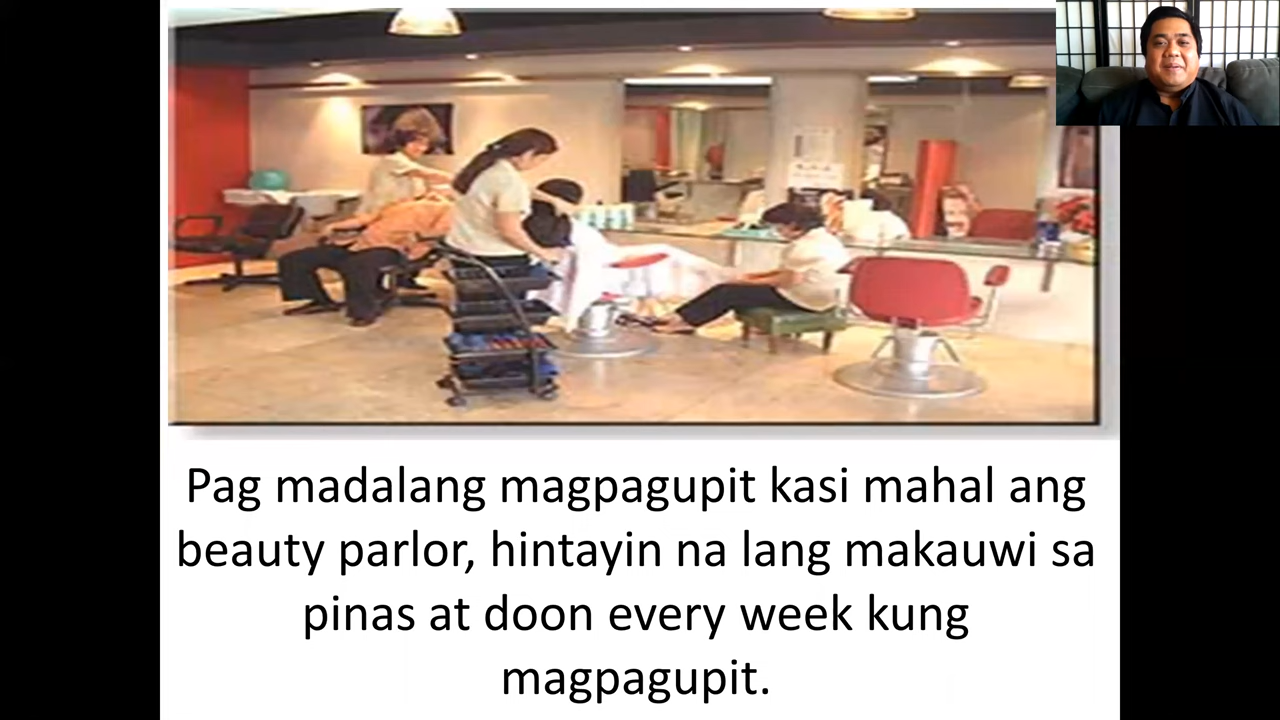 Pag madalang magpagupit kasi mahal ang
beauty parlor, hintayin na lang makauwi sa
pinas at doon every week kung
magpagupit.